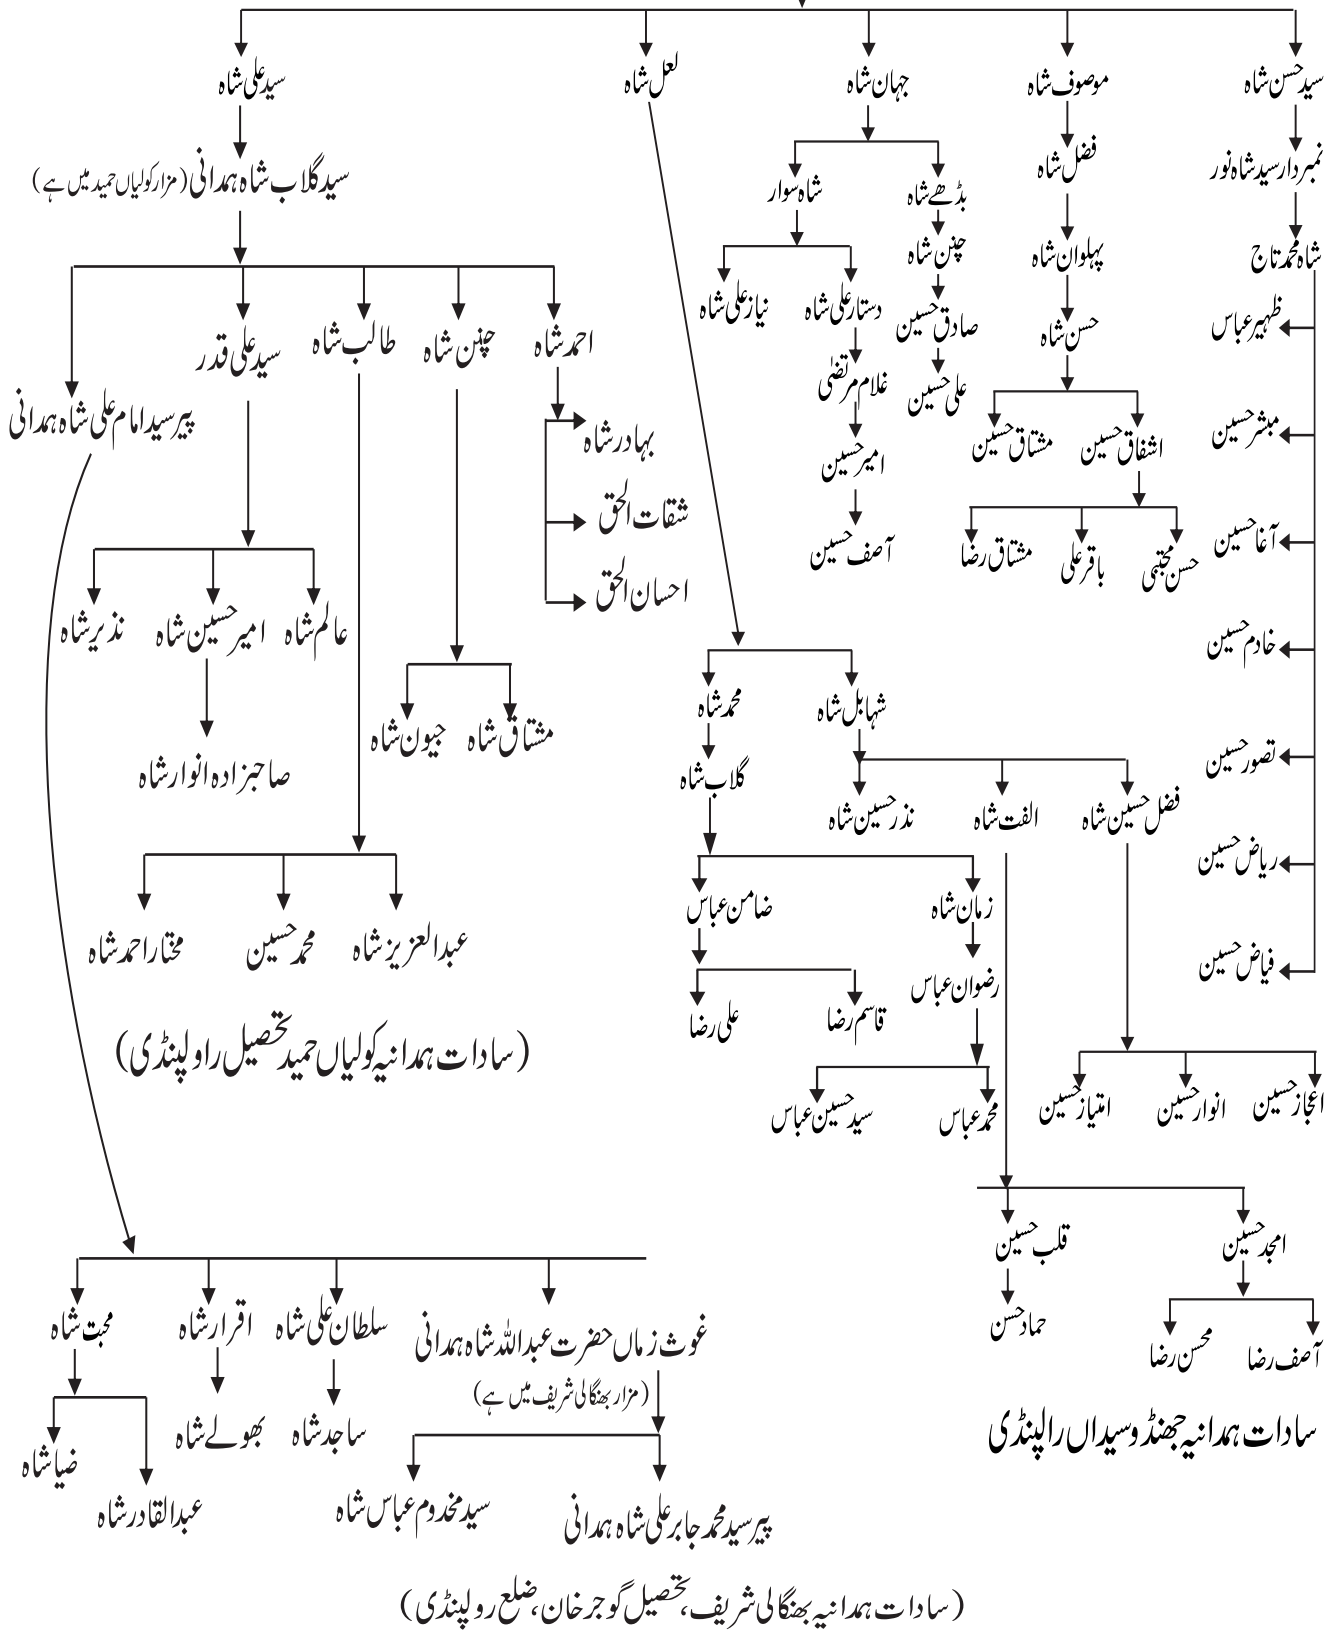 سید حسن شاہ
موصوف شاہ
جہان شاہ
لعل شاہ
سید علی شاہ
نمبردار سید شاہ نور
فضل شاہ
بڈھے شاہ
شاہ سوار
سید گلاب شاہ ہمدانی (مزار کولیاں حمید میں ہے)
شاہ محمد تاج
پہلوان شاہ
چنن شاہ
دستار علی شاہ
نیاز علی شاہ
ظہیر عباس
حسن شاہ
صادق حسین
احمد شاہ
چنن شاہ
طالب شاہ
سید علی قدر
پیر سید امام علی شاہ ہمدانی
علی حسین
غلام مرتضیٰ
مبشر حسین
اشفاق حسین
مشتاق حسین
امیر حسین
بہادر شاہ
شقات الحق
احسان الحق
آغا حسین
حسن مجتبیٰ
باقر علی
مشتاق رضا
آصف حسین
عالم شاہ
امیر حسین شاہ
نذیر شاہ
خادم حسین
شہابل شاہ
محمد شاہ
مشتاق شاہ
جیون شاہ
تصور حسین
گلاب شاہ
صاحبزادہ انوار شاہ
فضل حسین شاہ
الفت شاہ
نذر حسین شاہ
ریاض حسین
زمان شاہ
ضامن عباس
عبدالعزیز شاہ
محمد حسین
مختار احمد شاہ
فیاض حسین
رضوان عباس
قاسم رضا
علی رضا
(سادات ہمدانیہ کولیاں حمید تحصیل راولپنڈی)
اعجاز حسین
انوار حسین
امتیاز حسین
محمد عباس
سید حسین عباس
امجد حسین
قلب حسین
حماد حسن
آصف رضا
محسن رضا
سادات ہمدانیہ جھنڈو سیداں رالپنڈی
غوث زماں حضرت عبداللہ شاہ ہمدانی
(مزار بھنگالی شریف میں ہے)
سلطان علی شاہ
اقرار شاہ
محبت شاہ
ساجد شاہ
بھولے شاہ
ضیا شاہ
عبدالقادر شاہ
پیر سید محمد جابر علی شاہ ہمدانی
سید مخدوم عباس شاہ
(سادات ہمدانیہ بھنگالی شریف، تحصیل گوجر خان، ضلع رولپنڈی)